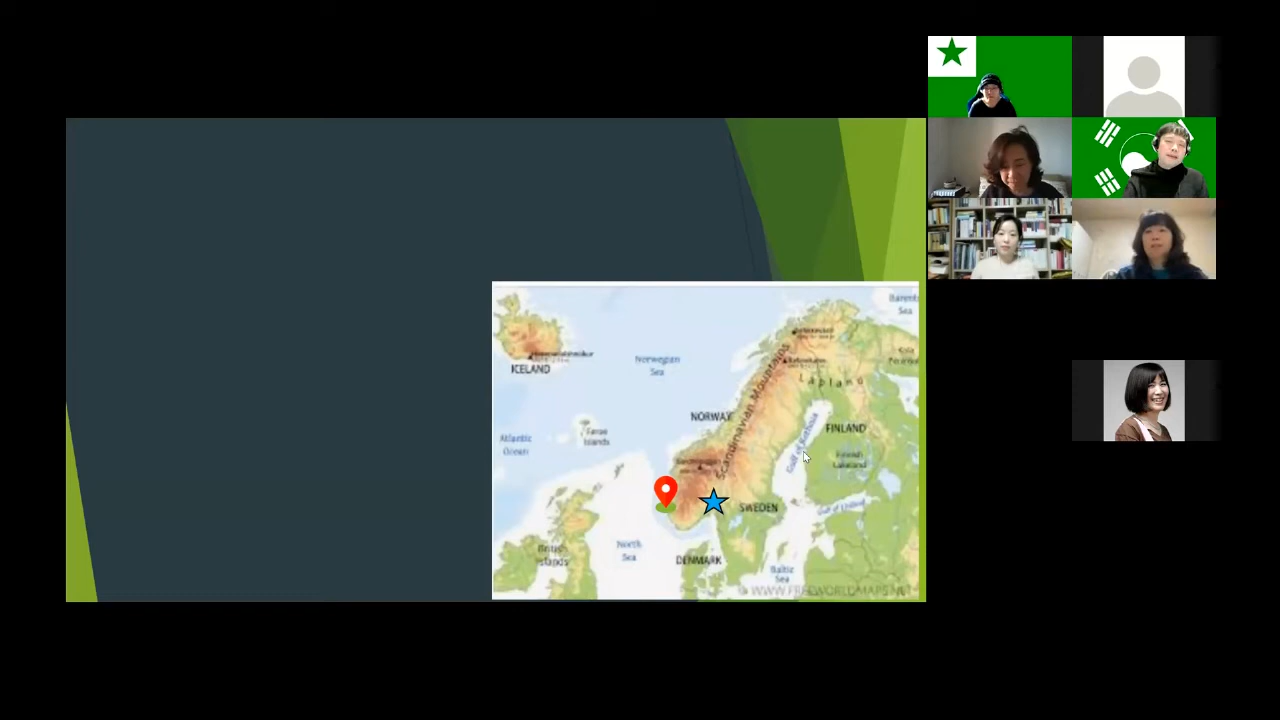 Barents
Sea
ICELAND
Norwegian
Sea
Scandinavian Mountains
Lapland
NORWAY
FINLAND
Faroe
Islands
Atlantic
Ocean
Gulf of Bothnia
Finnish
Lakeland
SWEDEN
Gulf of Finland
British
Islands
North
Sea
DENMARK
Baltic
Sea
© WWW.FREEWORLDMAPS.NET